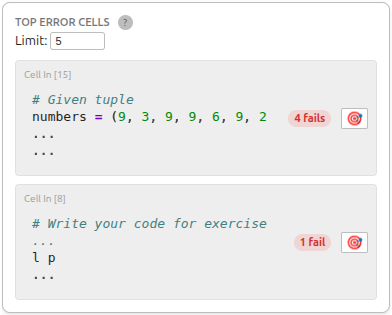 TOP ERROR CELLS ?
Limit: 5
Cell In [15]
# Given tuple
numbers = (9, 3, 9, 9, 6, 9, 2
4 fails
...
...
Cell In [8]
# Write your code for exercise
...
1 fail
l p
...